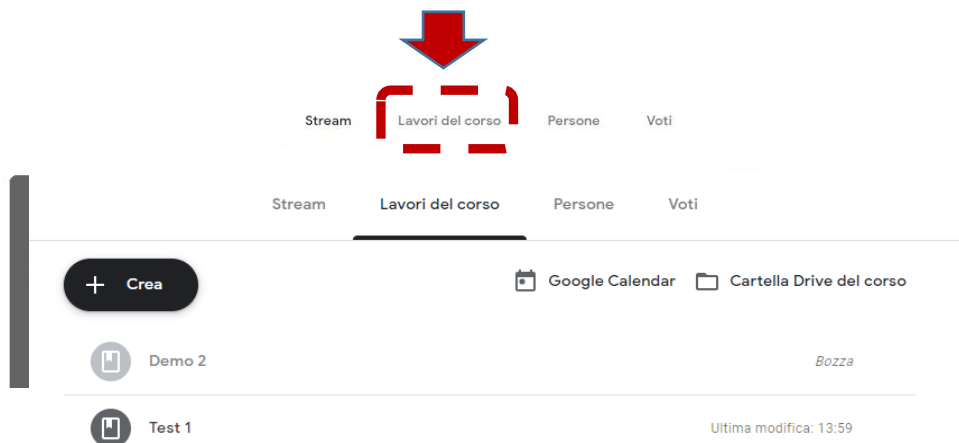 Stream Lavori del corso Persone Voti
Stream Lavori del corso Persone Voti
Crea Google Calendar Cartella Drive del corso
Demo 2 Bozza
Test 1 Ultima modifica: 13:59